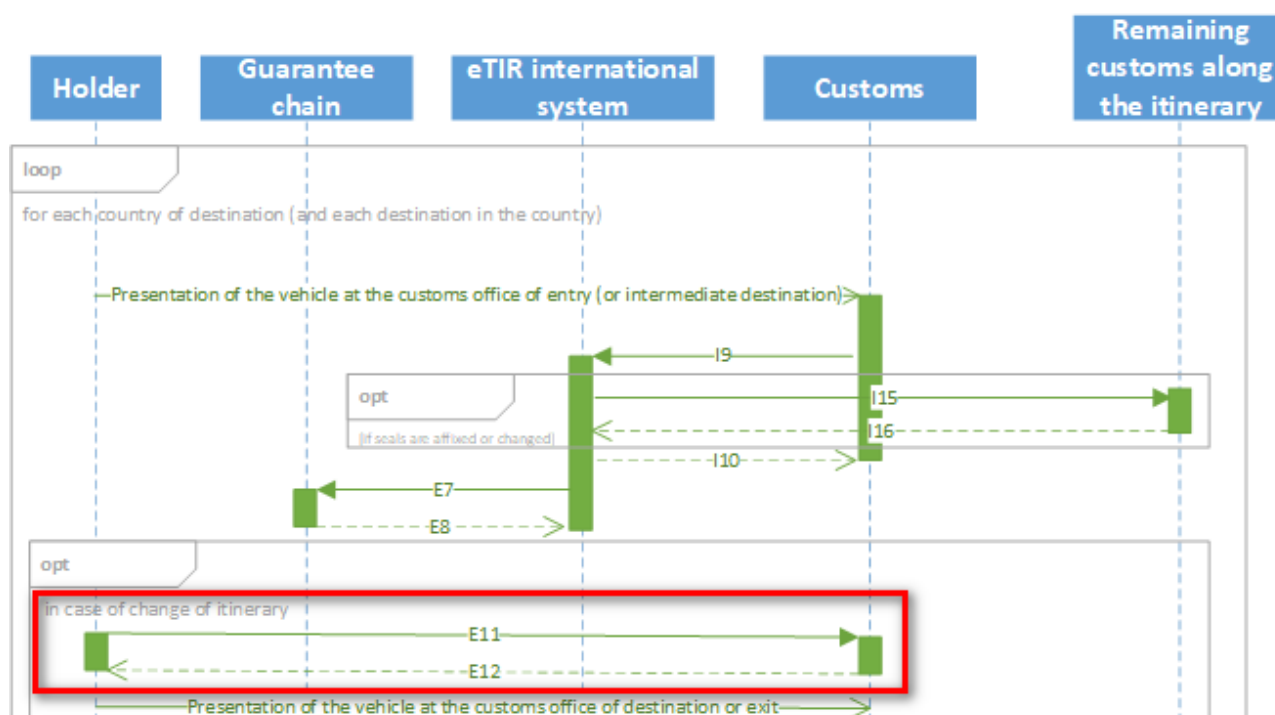 Holder
Guarantee
chain
eTIR international
system
Customs
Remaining
customs along
the itinerary
loop
for each country of destination (and each destination in the country)
Presentation of the vehicle at the customs office of entry (or intermediate destination)
I9
opt
I15
(If seals are affixed or changed)
I16
I10
E7
E8
opt
in case of change of itinerary
E11
E12
Presentation of the vehicle at the customs office of destination or exit